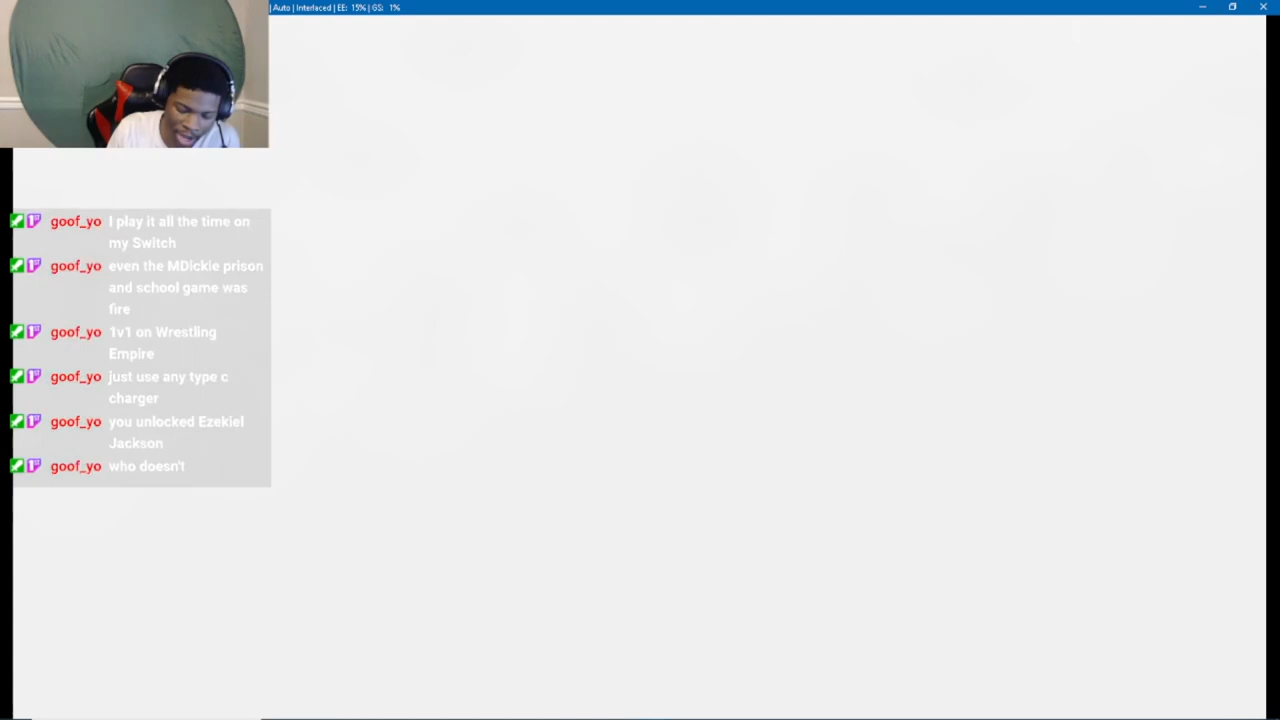 | Auto | Interlaced | EE: 15% | GS: 1%
goof_yo I play it all the time on
my Switch
goof_yo even the MDickie prison
and school game was
fire
goof_yo 1v1 on Wrestling
Empire
goof_yo just use any type c
charger
goof_yo you unlocked Ezekiel
Jackson
goof_yo who doesn't